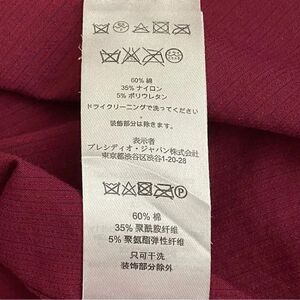 60% 綿
35% ナイロン
5% ポリウレタン
ドライクリーニングで洗ってください
装飾部分は除きます。
表示者
プレシディオ・ジャパン株式会社
東京都渋谷区渋谷1-20-28
60% 棉
35% 聚酰胺纤维
5% 聚氨酯弹性纤维
只可干洗
装饰部分除外